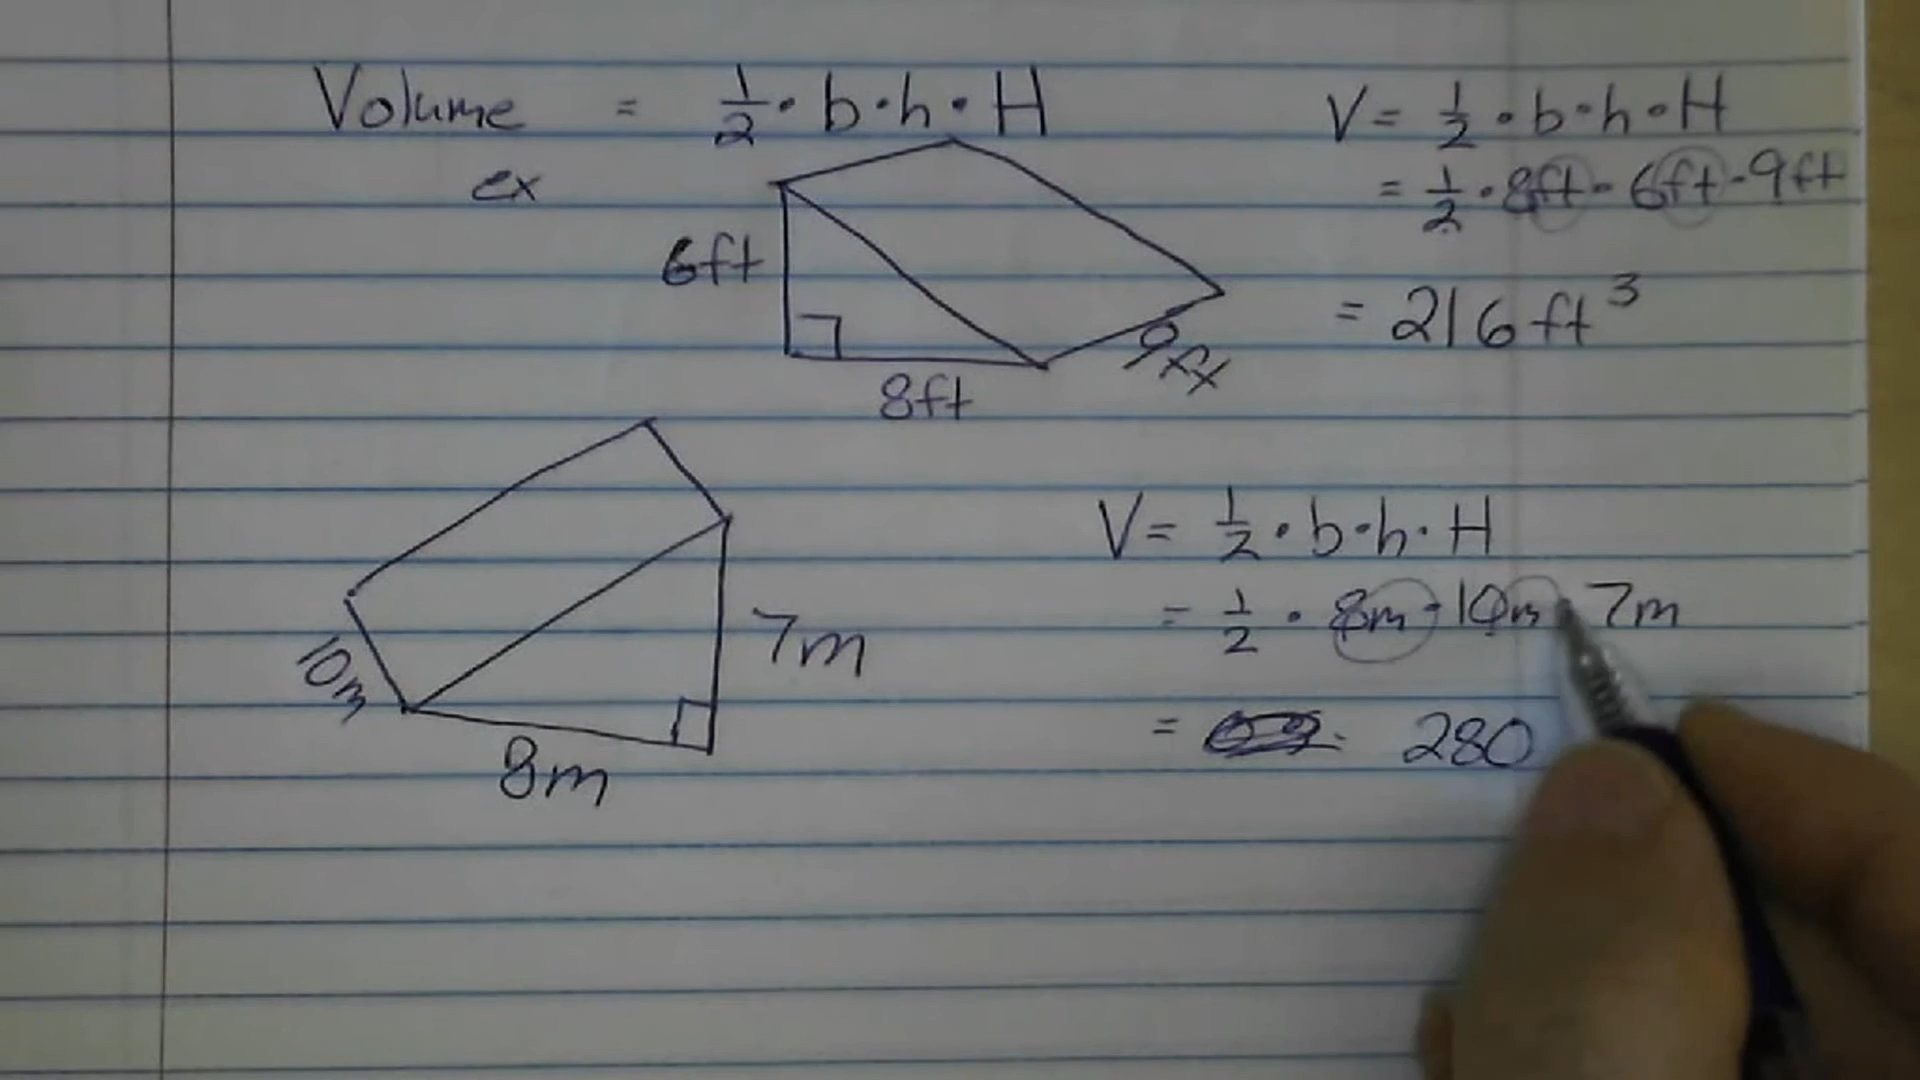 Volume = 1/2 · b · h · H
ex
6ft
8ft
9ft
V = 1/2 · b · h · H
= 1/2 · 8ft · 6ft · 9ft
= 216 ft³
10m
8m
7m
V = 1/2 · b · h · H
= 1/2 · 8m · 10m · 7m
= 280